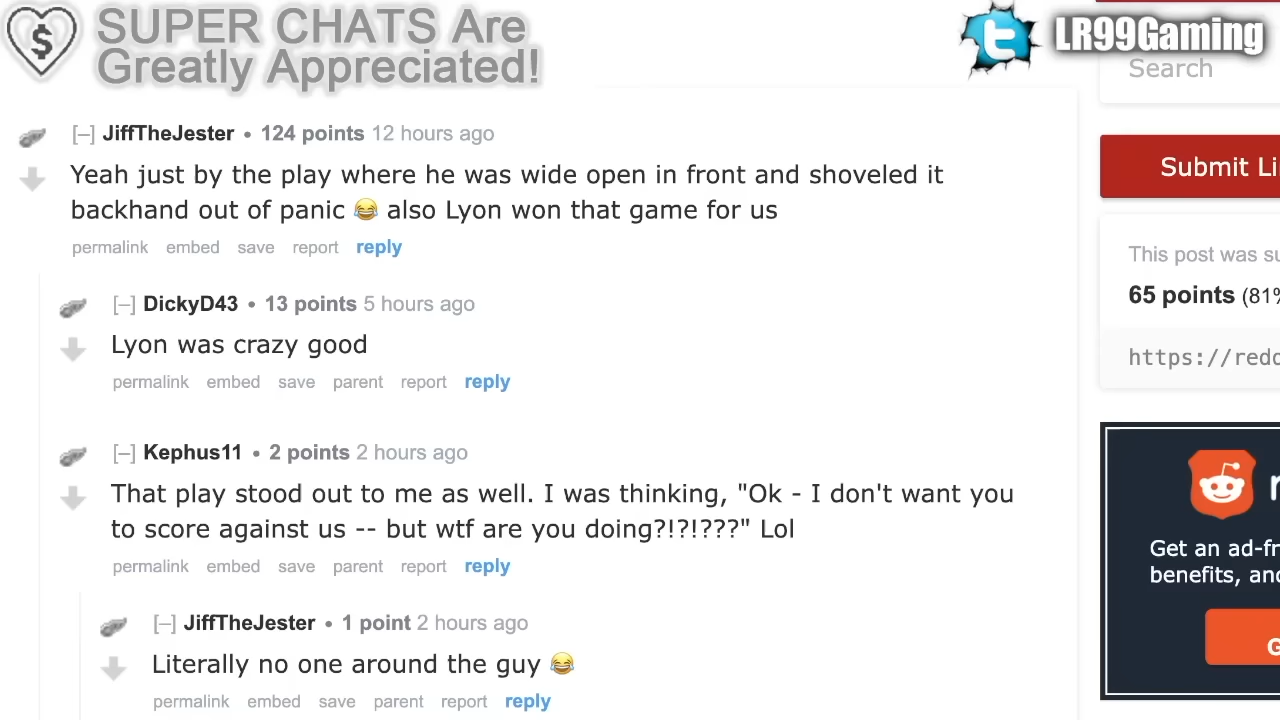 SUPER CHATS Are
Greatly Appreciated!
LR99Gaming
Search
[–] JiffTheJester • 124 points 12 hours ago
Yeah just by the play where he was wide open in front and shoveled it
backhand out of panic 😂 also Lyon won that game for us
permalink embed save report reply
[–] DickyD43 • 13 points 5 hours ago
Lyon was crazy good
permalink embed save parent report reply
[–] Kephus11 • 2 points 2 hours ago
That play stood out to me as well. I was thinking, "Ok - I don't want you
to score against us -- but wtf are you doing?!?!???" Lol
permalink embed save parent report reply
[–] JiffTheJester • 1 point 2 hours ago
Literally no one around the guy 😂
permalink embed save parent report reply
Submit Li
This post was su
65 points (81%
https://redd
Get an ad-fr
benefits, and